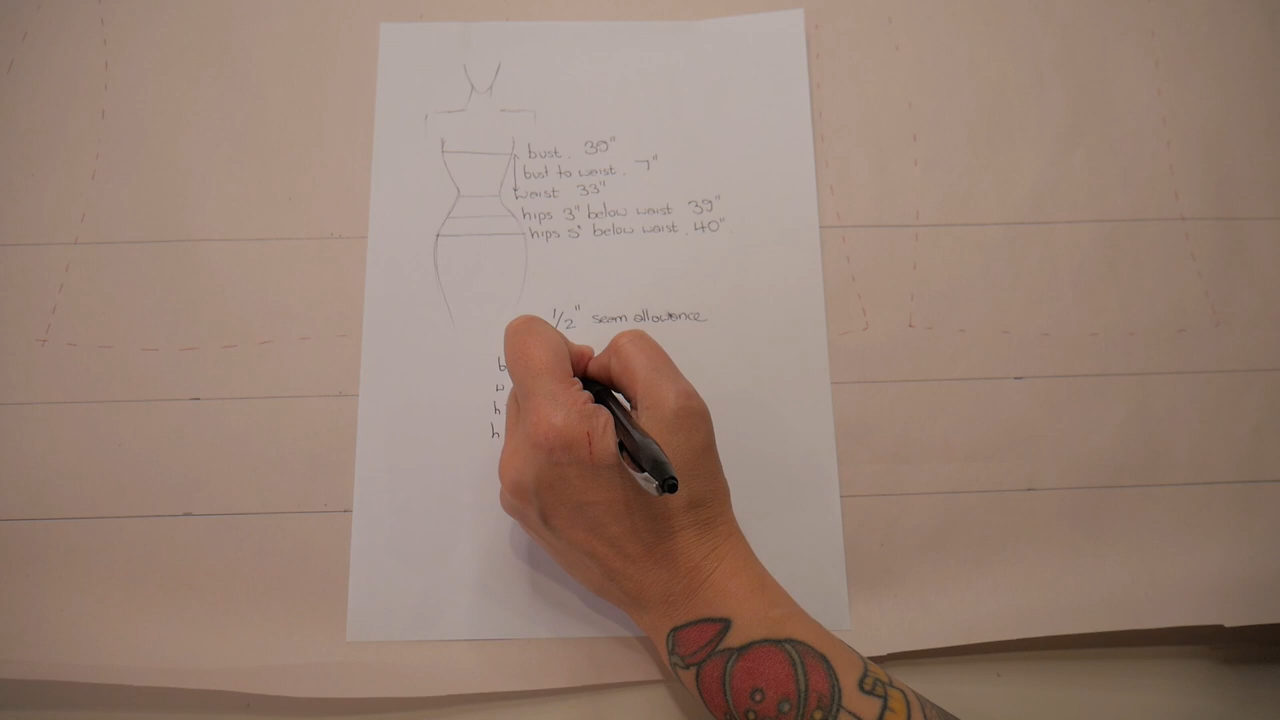 bust. 39"
bust to waist. 7"
waist 33"
hips 3" below waist 39"
hips 5" below waist. 40"
1/2" seam allowance
b
w
h
h